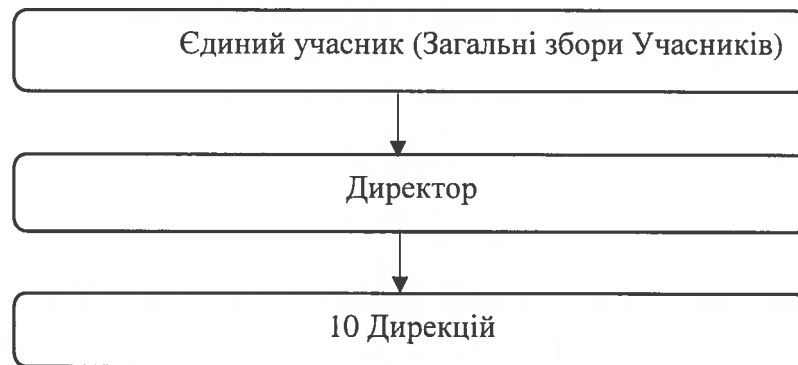 Єдиний учасник (Загальні збори Учасників)
Директор
10 Дирекцій